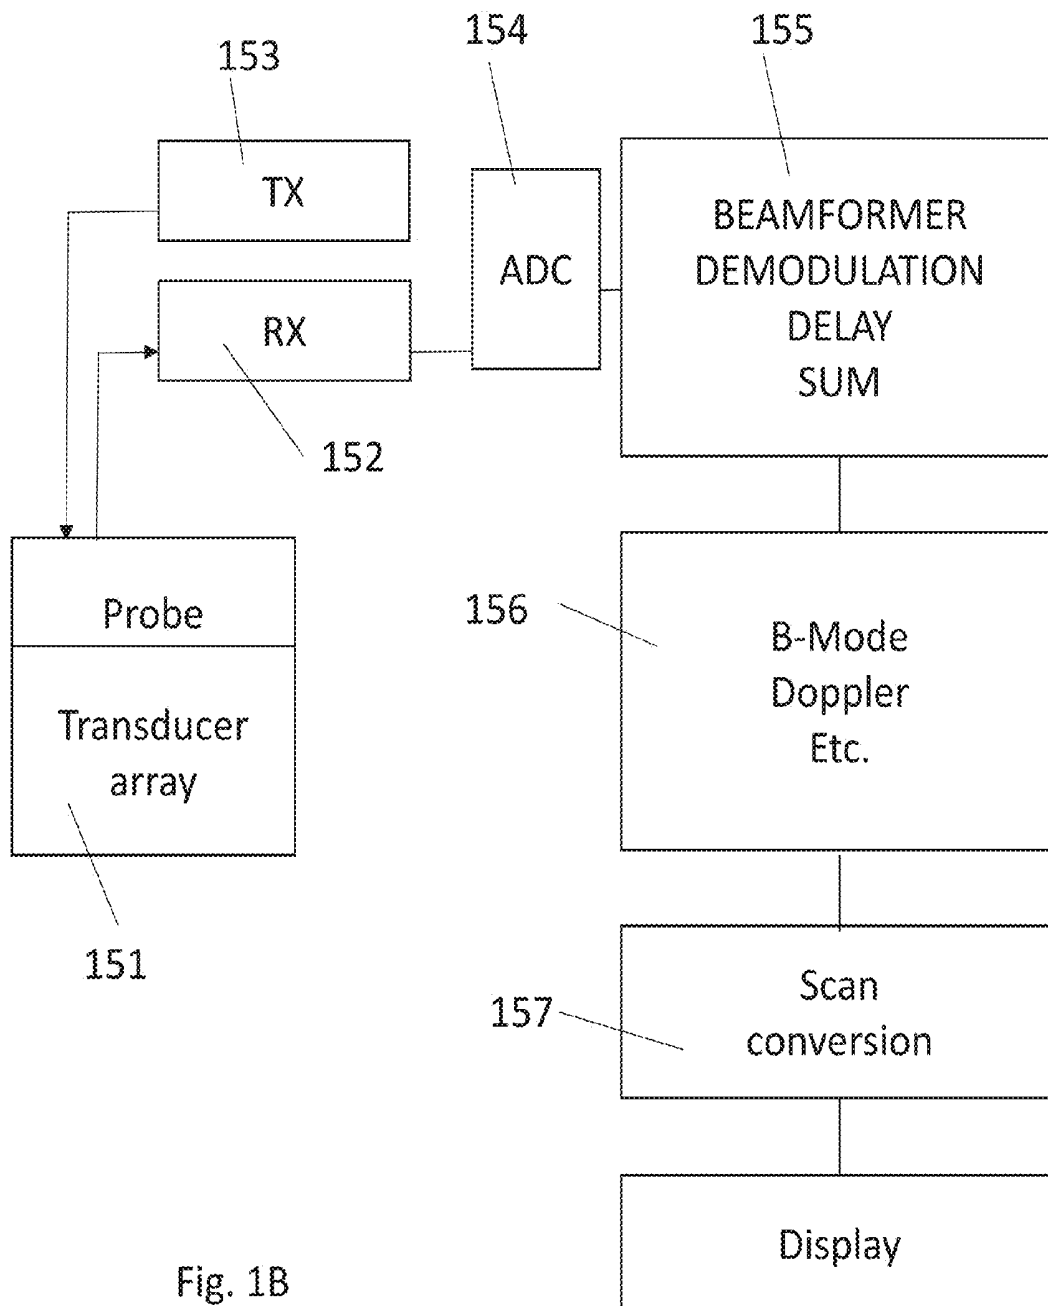 154
155
153
TX
BEAMFORMER
DEMODULATION
DELAY
SUM
ADC
RX
152
Probe
Transducer
array
156
B-Mode
Doppler
Etc.
151
157
Scan
conversion
Display
Fig. 1B